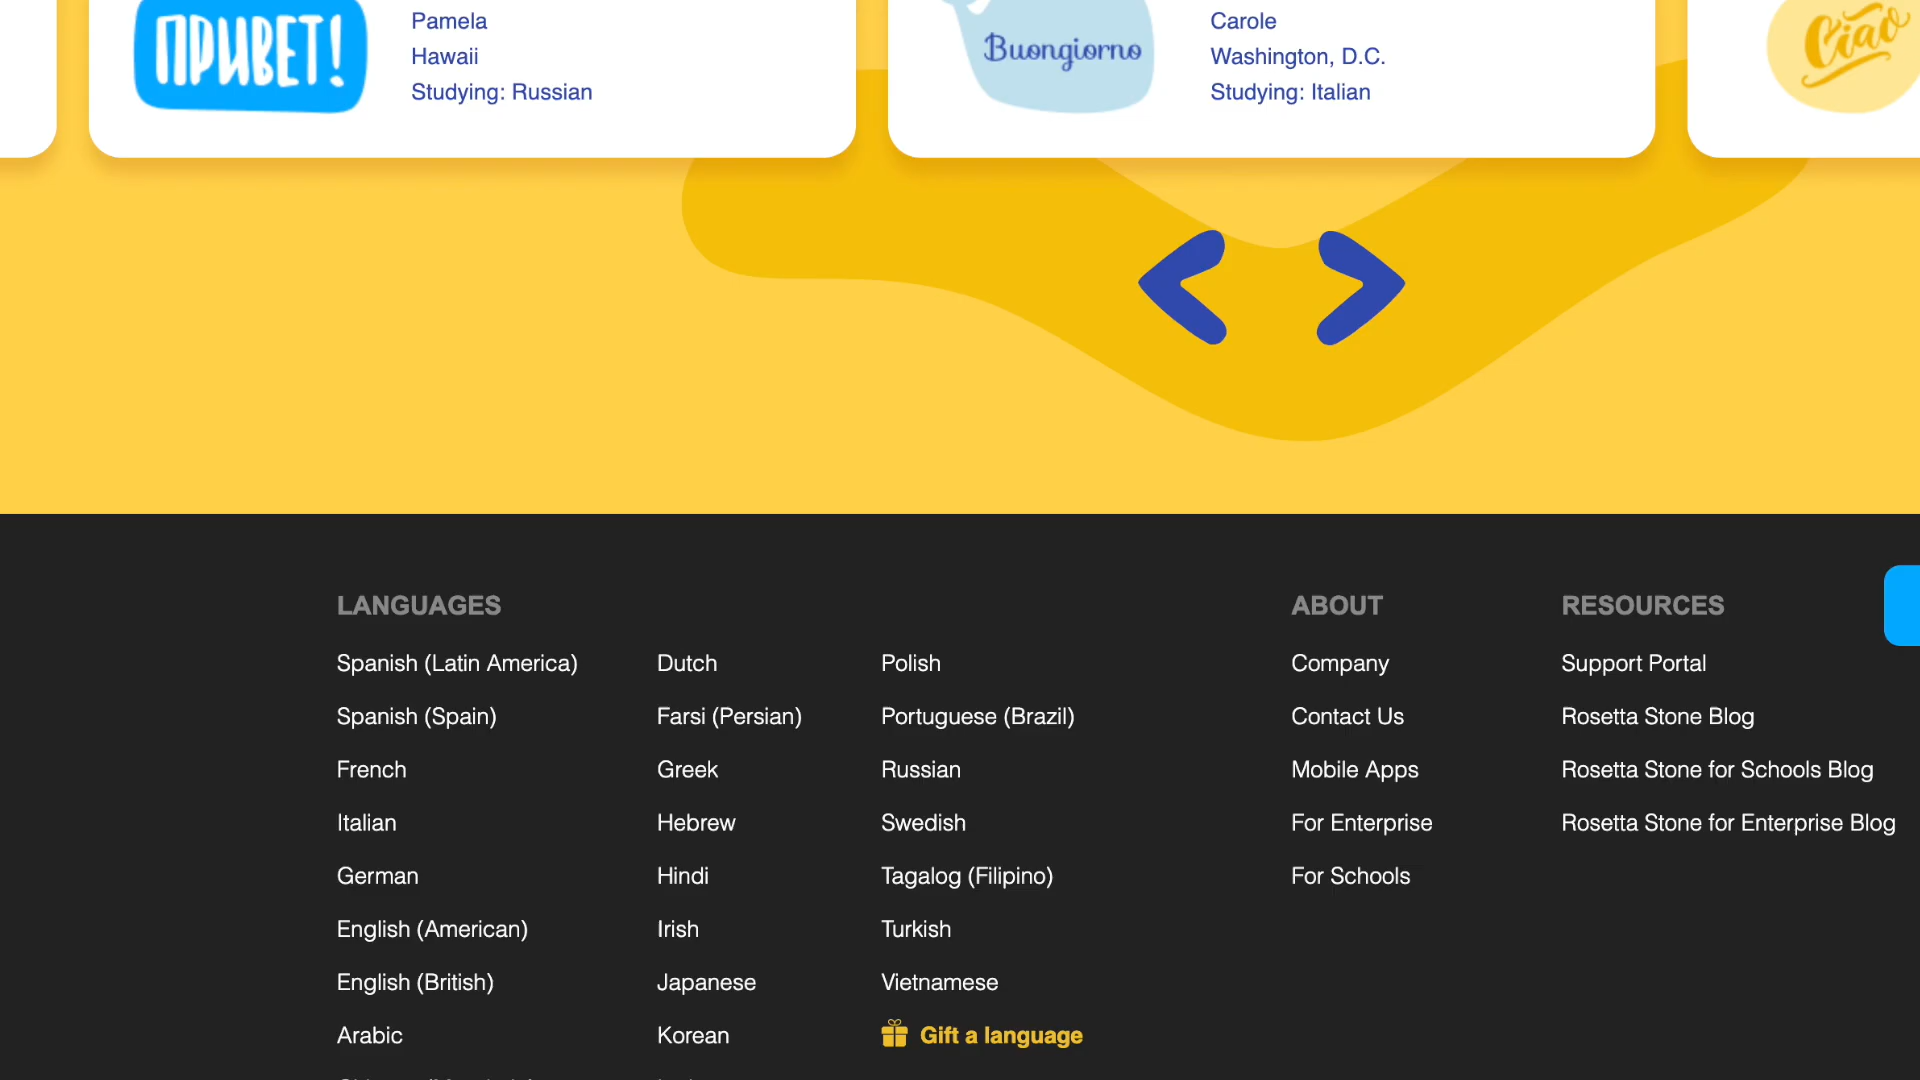 ПРИВЕТ!
Pamela
Hawaii
Studying: Russian
Buongiorno
Carole
Washington, D.C.
Studying: Italian
Ciao
LANGUAGES
Spanish (Latin America)
Spanish (Spain)
French
Italian
German
English (American)
English (British)
Arabic
Dutch
Farsi (Persian)
Greek
Hebrew
Hindi
Irish
Japanese
Korean
Polish
Portuguese (Brazil)
Russian
Swedish
Tagalog (Filipino)
Turkish
Vietnamese
Gift a language
ABOUT
Company
Contact Us
Mobile Apps
For Enterprise
For Schools
RESOURCES
Support Portal
Rosetta Stone Blog
Rosetta Stone for Schools Blog
Rosetta Stone for Enterprise Blog